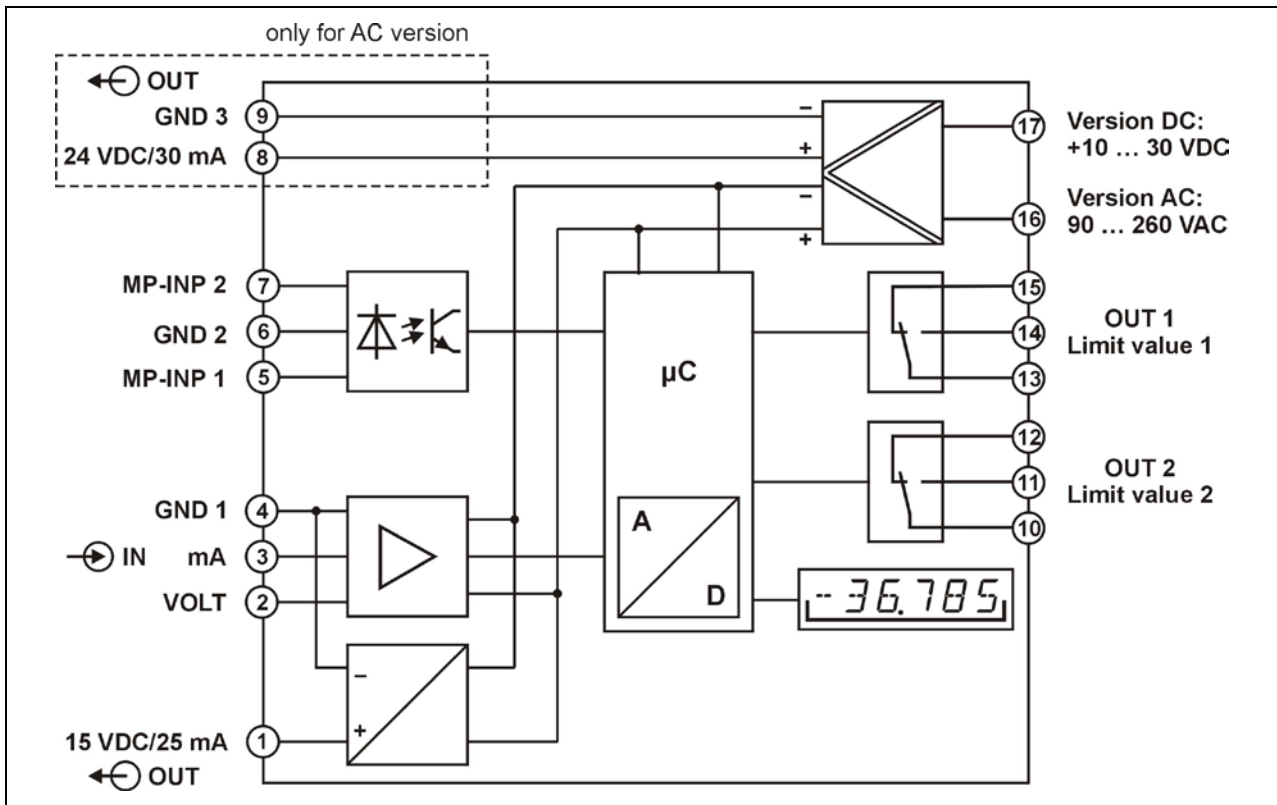 only for AC version
OUT
GND 3 9
24 VDC/30 mA 8
− + − +
17 Version DC:
+10 ... 30 VDC
16 Version AC:
90 ... 260 VAC
MP-INP 2 7
GND 2 6
MP-INP 1 5
µC
15
14
13
OUT 1
Limit value 1
12
11
10
OUT 2
Limit value 2
GND 1 4
IN mA 3
VOLT 2
A
D
-36.785
−
+
15 VDC/25 mA 1
OUT